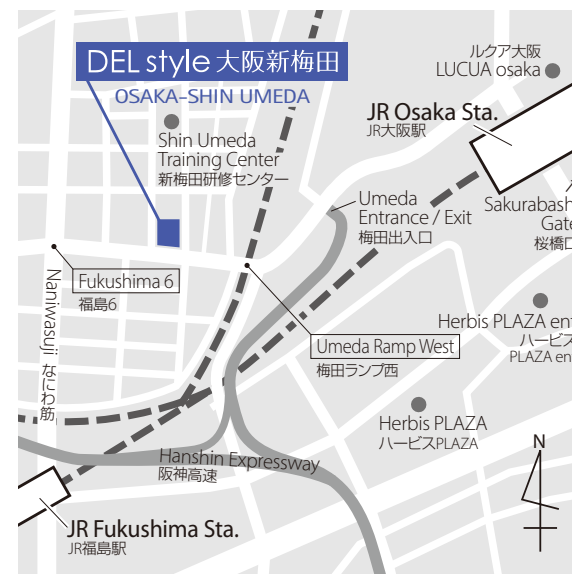 DEL style 大阪新梅田
OSAKA-SHIN UMEDA
ルクア大阪
LUCUA osaka
JR Osaka Sta.
JR大阪駅
Shin Umeda
Training Center
新梅田研修センター
Umeda
Entrance / Exit
梅田出入口
Sakurabash
Gate
桜橋口
Fukushima 6
福島6
Naniwasuji なにわ筋
Umeda Ramp West
梅田ランプ西
Herbis PLAZA ent
ハービス
PLAZA en
Herbis PLAZA
ハービスPLAZA
N
Hanshin Expressway
阪神高速
JR Fukushima Sta.
JR福島駅